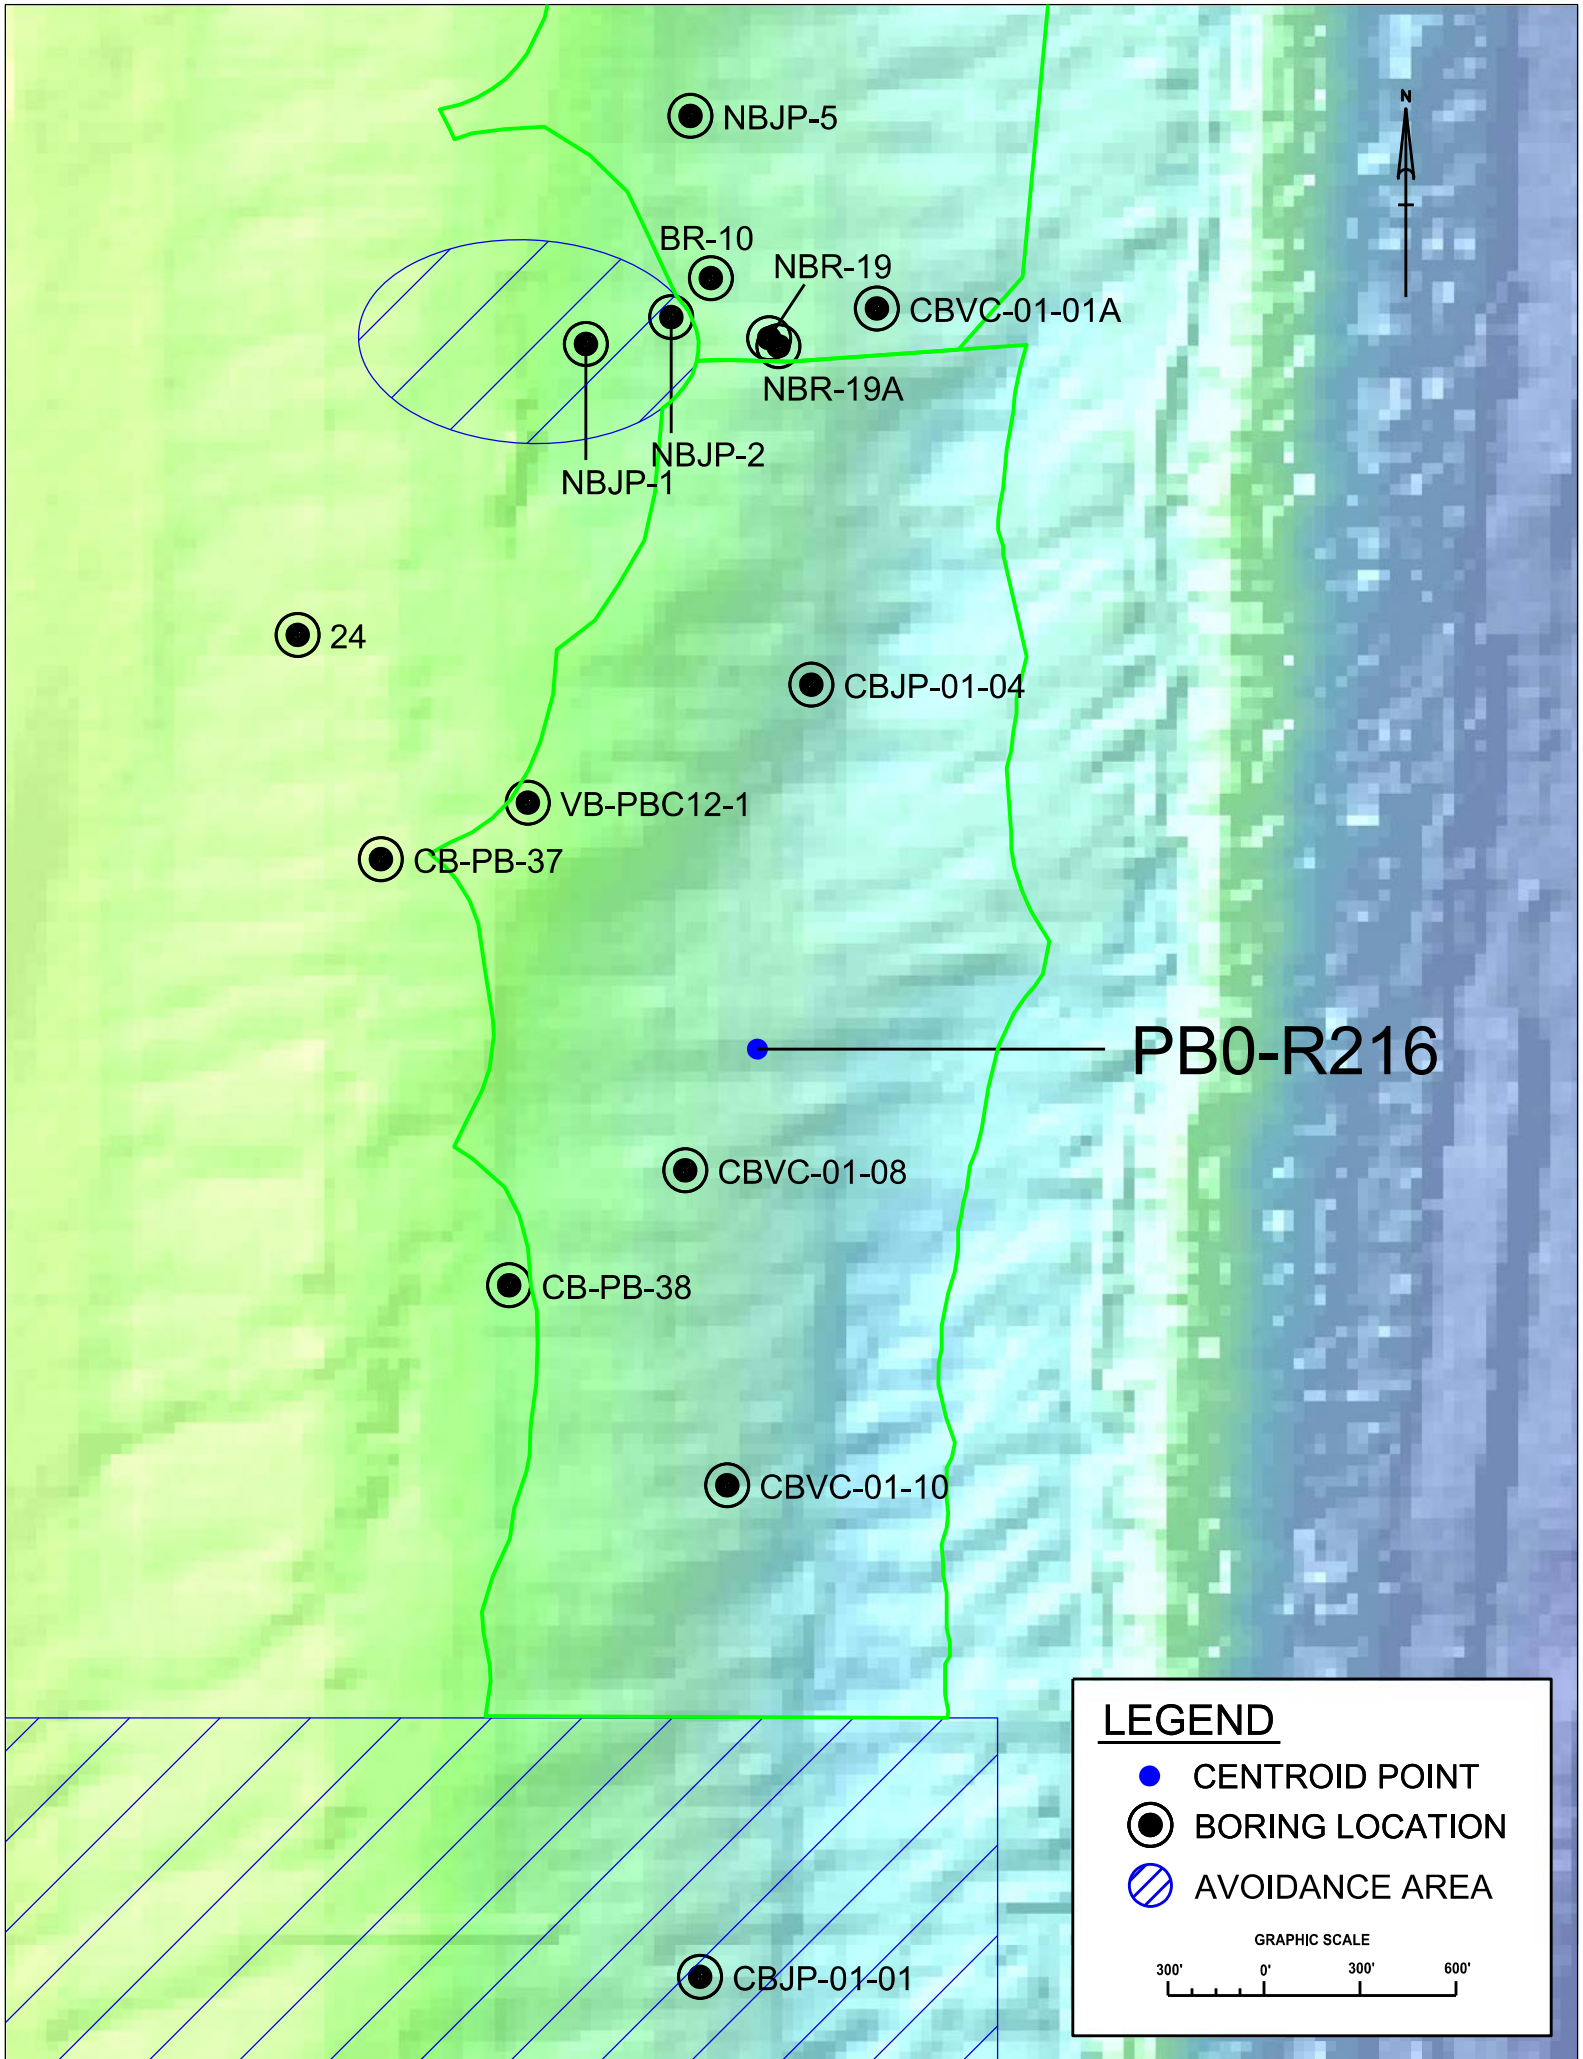 N
NBJP-5
BR-10
NBR-19
CBVC-01-01A
NBR-19A
NBJP-2
NBJP-1
24
CBJP-01-04
VB-PBC12-1
CB-PB-37
PB0-R216
CBVC-01-08
CB-PB-38
CBVC-01-10
CBJP-01-01
LEGEND
CENTROID POINT
BORING LOCATION
AVOIDANCE AREA
GRAPHIC SCALE
300' 0' 300' 600'